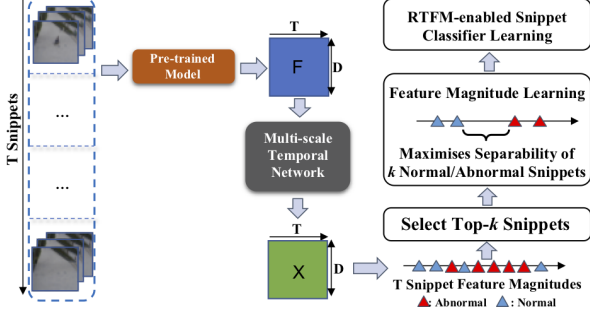 T Snippets
...
...
Pre-trained
Model
T
F
D
Multi-scale
Temporal
Network
T
X
D
RTFM-enabled Snippet
Classifier Learning
Feature Magnitude Learning
Maximises Separability of
k Normal/Abnormal Snippets
Select Top-k Snippets
T Snippet Feature Magnitudes
: Abnormal : Normal